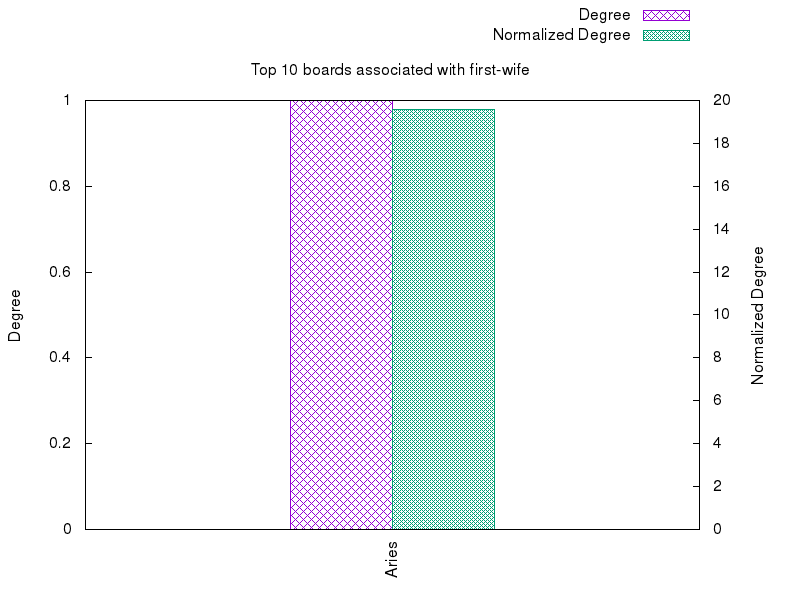 Degree
Normalized Degree
Top 10 boards associated with first-wife
1
0.8
0.6
0.4
0.2
0
20
18
16
14
12
10
8
6
4
2
0
Degree
Normalized Degree
Aries